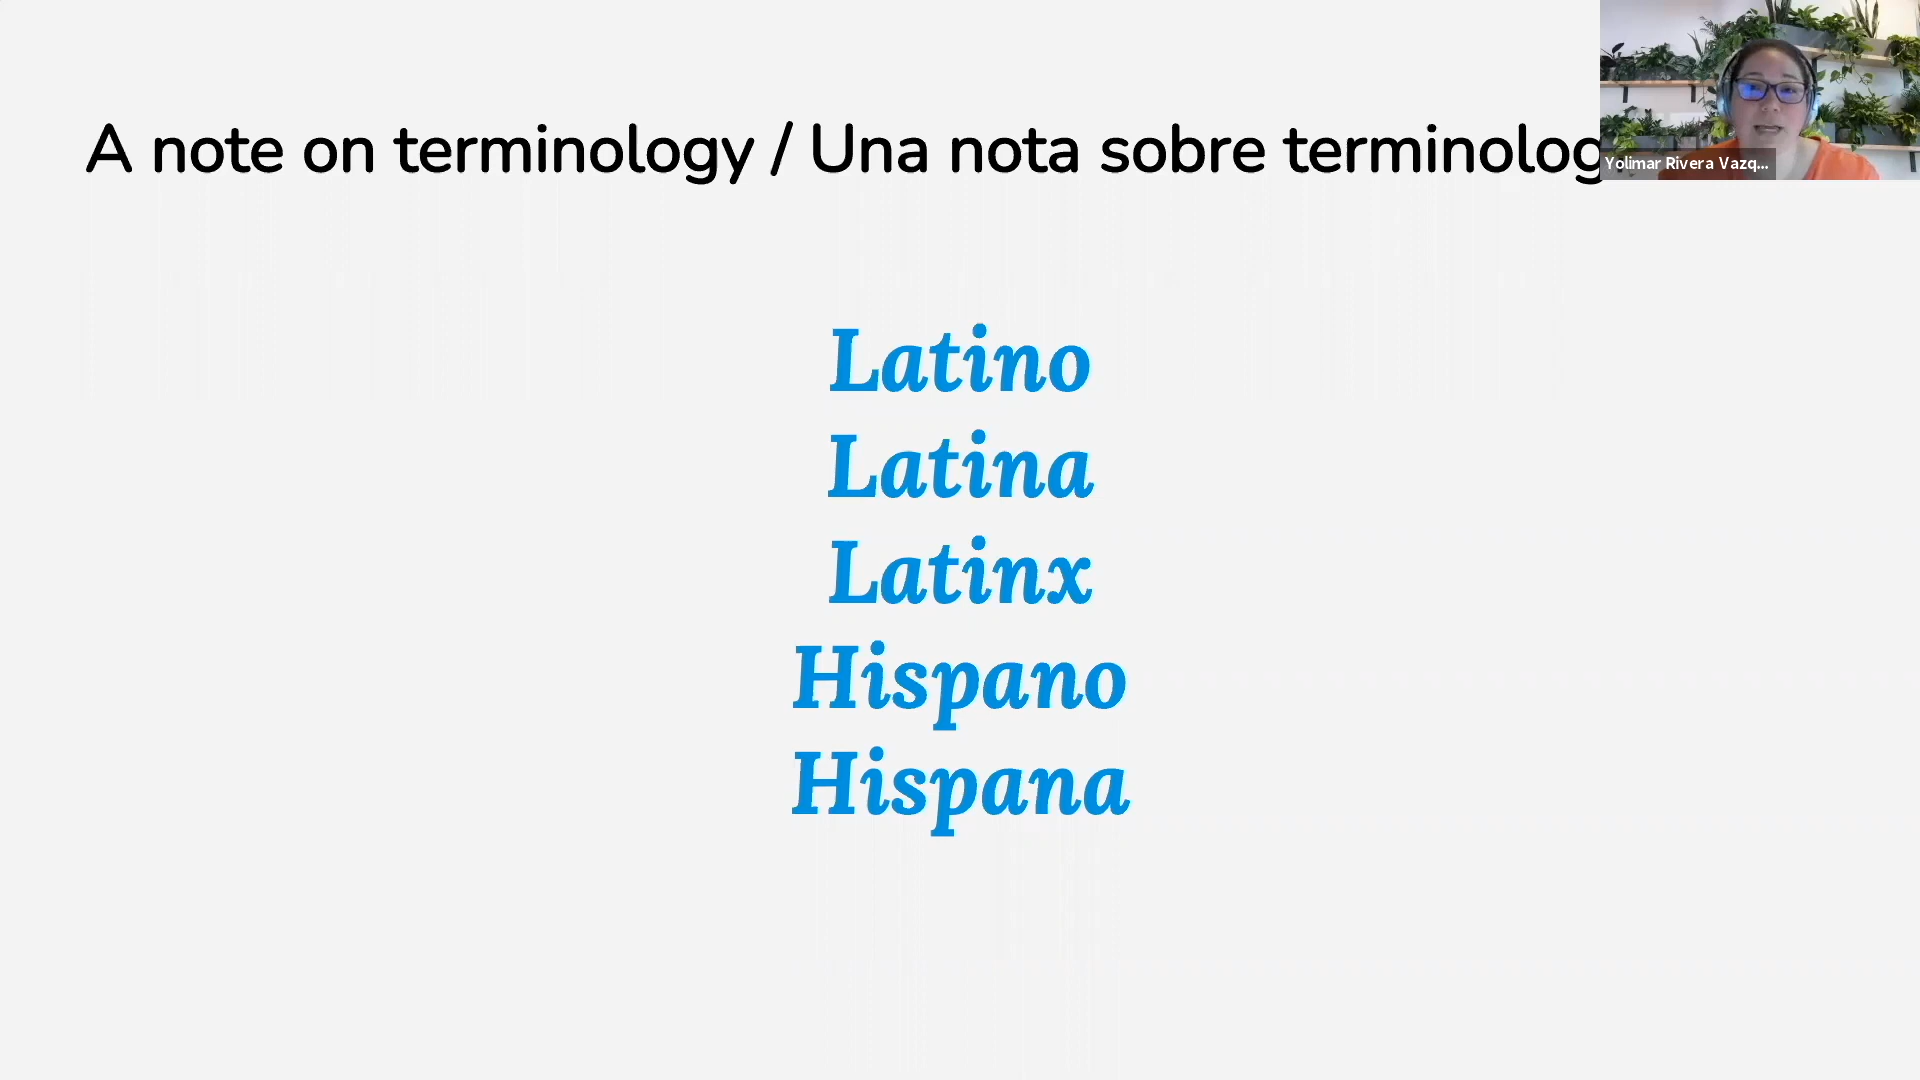 A note on terminology / Una nota sobre terminolog
Yolimar Rivera Vazq...
Latino
Latina
Latinx
Hispano
Hispana